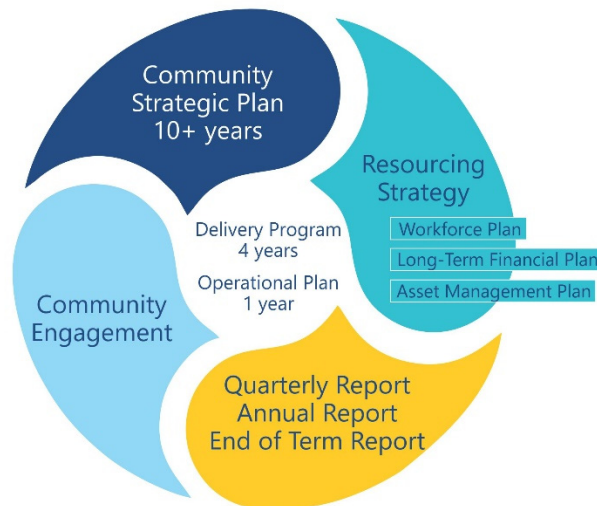 Community
Strategic Plan
10+ years
Resourcing
Strategy
Workforce Plan
Long-Term Financial Plan
Asset Management Plan
Delivery Program
4 years
Operational Plan
1 year
Community
Engagement
Quarterly Report
Annual Report
End of Term Report